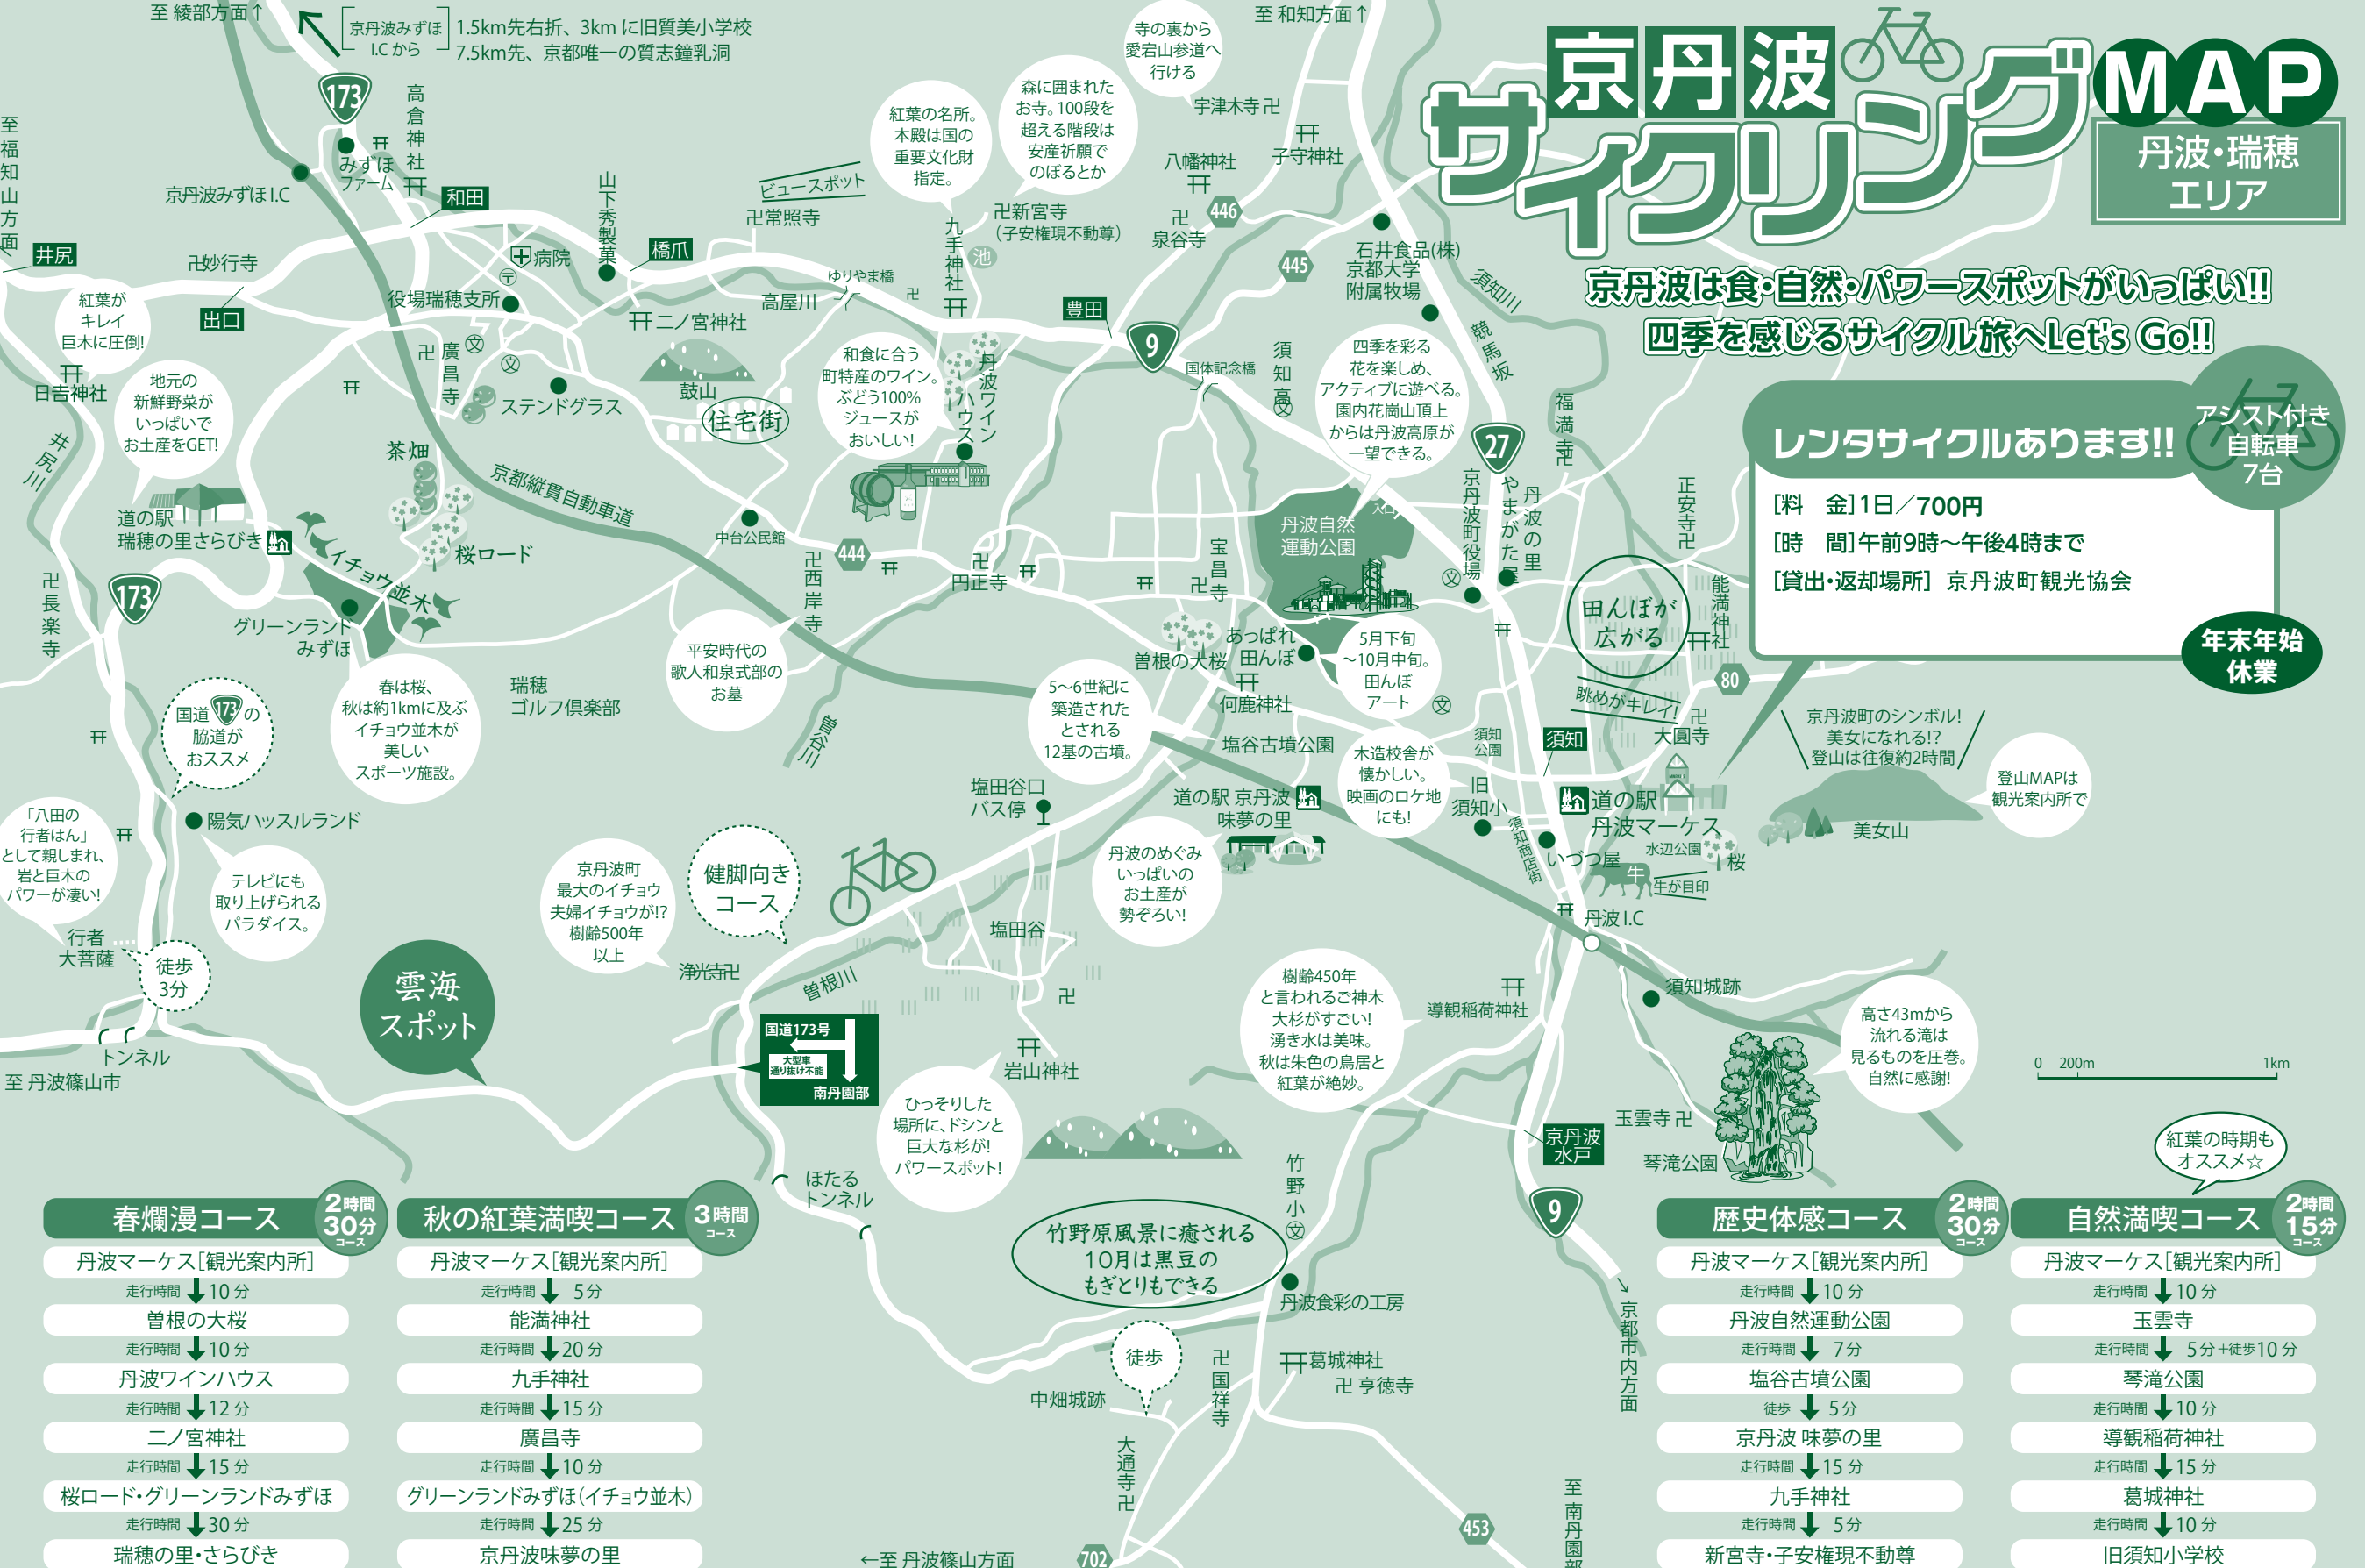 京丹波
サイクリング
MAP
丹波・瑞穂
エリア
京丹波は食・自然・パワースポットがいっぱい!!
四季を感じるサイクル旅へLet's Go!!
レンタサイクルあります!!
アシスト付き
自転車
7台
[料　金]1日／700円
[時　間]午前9時〜午後4時まで
[貸出・返却場所] 京丹波町観光協会
年末年始
休業
至 綾部方面↑
京丹波みずほ
I.Cから
1.5km先右折、3kmに旧質美小学校
7.5km先、京都唯一の質志鐘乳洞
至 和知方面↑
至福知山方面
173
高倉神社
みずほ
ファーム
京丹波みずほI.C
和田
井尻
卍妙行寺
出口
病院
〒
役場瑞穂支所
山下秀製菓
橋爪
ビュースポット
卍常照寺
紅葉の名所。
本殿は国の
重要文化財
指定。
森に囲まれた
お寺。100段を
超える階段は
安産祈願で
のぼるとか
寺の裏から
愛宕山参道へ
行ける
宇津木寺卍
子守神社
八幡神社
446
卍
泉谷寺
卍新宮寺
(子安権現不動尊)
九手神社
池
445
石井食品(株)
京都大学
附属牧場
須知川
競馬坂
ゆりやま橋
高屋川
卍
豊田
9
国体記念橋
須知高
文
二ノ宮神社
鼓山
住宅街
紅葉が
キレイ
巨木に圧倒!
日吉神社
井尻川
地元の
新鮮野菜が
いっぱいで
お土産をGET!
道の駅
瑞穂の里さらびき
卍
廣昌寺
文
文
ステンドグラス
茶畑
桜ロード
京都縦貫自動車道
イチョウ並木
グリーンランド
みずほ
和食に合う
町特産のワイン。
ぶどう100%
ジュースが
おいしい!
丹波ワイン
ハウス
四季を彩る
花を楽しめ、
アクティブに遊べる。
園内花崗山頂上
からは丹波高原が
一望できる。
27
福満寺卍
京丹波町役場
文
丹波の里
やまがた屋
正安寺卍
能満神社
丹波自然
運動公園
入口
田んぼが
広がる
眺めがキレイ!
80
卍
大圓寺
中台公民館
444
卍西岸寺
卍
円正寺
宝昌寺
卍
曽根の大桜
あっぱれ
田んぼ
5月下旬
〜10月中旬。
田んぼ
アート
文
何鹿神社
塩谷古墳公園
5〜6世紀に
築造された
とされる
12基の古墳。
平安時代の
歌人和泉式部の
お墓
曽谷川
瑞穂
ゴルフ倶楽部
春は桜、
秋は約1kmに及ぶ
イチョウ並木が
美しい
スポーツ施設。
卍長楽寺
173
国道173の
脇道が
おススメ
陽気ハッスルランド
テレビにも
取り上げられる
パラダイス。
「八田の
行者はん」
として親しまれ、
岩と巨木の
パワーが凄い!
行者
大菩薩
徒歩
3分
トンネル
至 丹波篠山市
雲海
スポット
京丹波町
最大のイチョウ
夫婦イチョウが!?
樹齢500年
以上
浄光寺卍
健脚向き
コース
曽根川
国道173号
大型車
通り抜け不能
南丹園部
塩田谷口
バス停
塩田谷
卍
岩山神社
ひっそりした
場所に、ドシンと
巨大な杉が!
パワースポット!
ほたる
トンネル
道の駅 京丹波
味夢の里
丹波のめぐみ
いっぱいの
お土産が
勢ぞろい!
木造校舎が
懐かしい。
映画のロケ地
にも!
須知
公園
須知
旧
須知小
須知商店街
道の駅
丹波マーケス
水辺公園
桜
いづつ屋
牛
牛が目印
丹波I.C
京丹波町のシンボル!
美女になれる!?
登山は往復約2時間
登山MAPは
観光案内所で
美女山
須知城跡
導観稲荷神社
樹齢450年
と言われるご神木
大杉がすごい!
湧き水は美味。
秋は朱色の鳥居と
紅葉が絶妙。
高さ43mから
流れる滝は
見るものを圧巻。
自然に感謝!
玉雲寺卍
琴滝公園
京丹波
水戸
9
→京都市内方面
0 200m 1km
竹野小
文
竹野原風景に癒される
10月は黒豆の
もぎとりもできる
丹波食彩の工房
葛城神社
卍亨徳寺
卍国祥寺
徒歩
中畑城跡
大通寺卍
453
至 南丹園部
←至 丹波篠山方面
702
紅葉の時期も
オススメ☆
春爛漫コース
2時間
30分
コース
丹波マーケス[観光案内所]
走行時間 10分
曽根の大桜
走行時間 10分
丹波ワインハウス
走行時間 12分
二ノ宮神社
走行時間 15分
桜ロード・グリーンランドみずほ
走行時間 30分
瑞穂の里・さらびき
秋の紅葉満喫コース
3時間
コース
丹波マーケス[観光案内所]
走行時間 5分
能満神社
走行時間 20分
九手神社
走行時間 15分
廣昌寺
走行時間 10分
グリーンランドみずほ(イチョウ並木)
走行時間 25分
京丹波味夢の里
歴史体感コース
2時間
30分
コース
丹波マーケス[観光案内所]
走行時間 10分
丹波自然運動公園
走行時間 7分
塩谷古墳公園
徒歩 5分
京丹波 味夢の里
走行時間 15分
九手神社
走行時間 5分
新宮寺・子安権現不動尊
自然満喫コース
2時間
15分
コース
丹波マーケス[観光案内所]
走行時間 10分
玉雲寺
走行時間 5分+徒歩10分
琴滝公園
走行時間 10分
導観稲荷神社
走行時間 15分
葛城神社
走行時間 10分
旧須知小学校